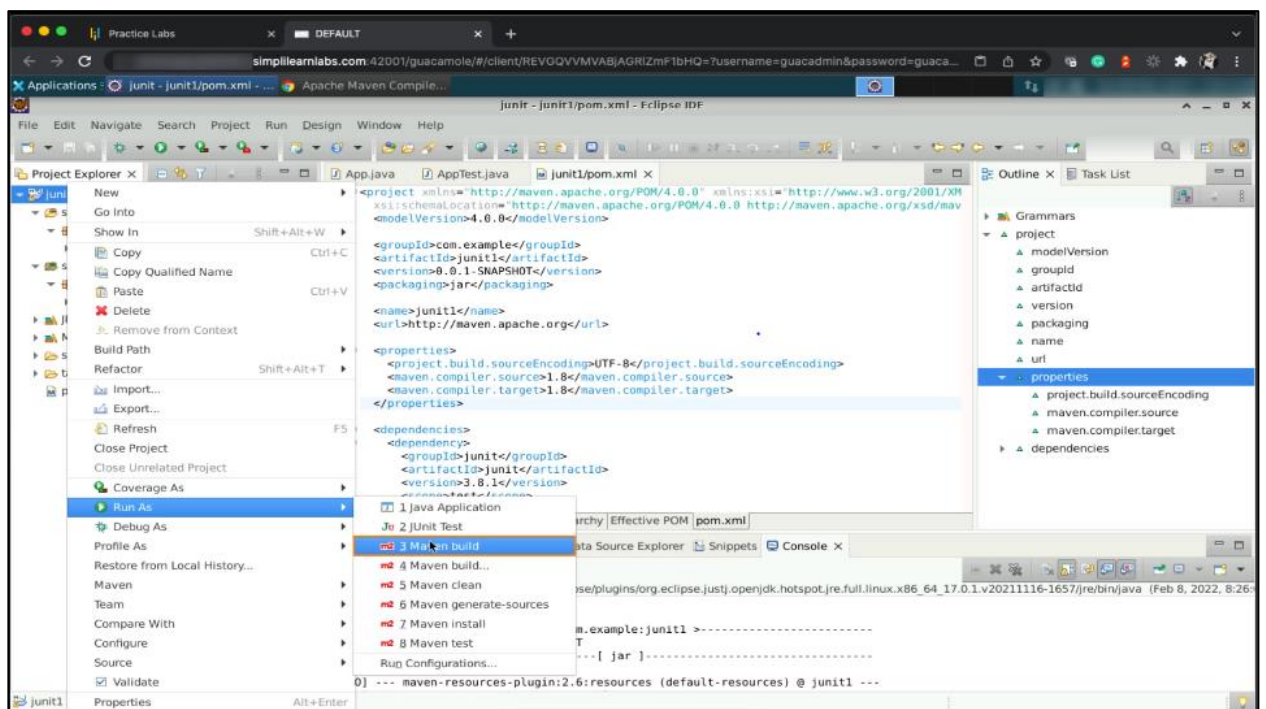 Practice Labs
DEFAULT
simplilearnlabs.com:42001/guacamole/#/client/REVGQVVMVABjAGRlZmF1bHQ=?username=guacadmin&password=guaca...
Applications
junit - junit1/pom.xml - ...
Apache Maven Compile...
junit - junit1/pom.xml - Eclipse IDE
File Edit Navigate Search Project Run Design Window Help
Project Explorer
App.java
AppTest.java
junit1/pom.xml
Outline
Task List
New
Go Into
Show In Shift+Alt+W
Copy Ctrl+C
Copy Qualified Name
Paste Ctrl+V
Delete
Remove from Context
Build Path
Refactor Shift+Alt+T
Import...
Export...
Refresh F5
Close Project
Close Unrelated Project
Coverage As
Run As
Debug As
Profile As
Restore from Local History...
Maven
Team
Compare With
Configure
Source
Validate
Properties Alt+Enter
<project xmlns="http://maven.apache.org/POM/4.0.0" xmlns:xsi="http://www.w3.org/2001/XM
xsi:schemaLocation="http://maven.apache.org/POM/4.0.0 http://maven.apache.org/xsd/mav
<modelVersion>4.0.0</modelVersion>
<groupId>com.example</groupId>
<artifactId>junit1</artifactId>
<version>0.0.1-SNAPSHOT</version>
<packaging>jar</packaging>
<name>junit1</name>
<url>http://maven.apache.org</url>
<properties>
<project.build.sourceEncoding>UTF-8</project.build.sourceEncoding>
<maven.compiler.source>1.8</maven.compiler.source>
<maven.compiler.target>1.8</maven.compiler.target>
</properties>
<dependencies>
<dependency>
<groupId>junit</groupId>
<artifactId>junit</artifactId>
<version>3.8.1</version>
<scope>test</scope>
1 Java Application
2 JUnit Test
3 Maven build
4 Maven build...
5 Maven clean
6 Maven generate-sources
7 Maven install
8 Maven test
Run Configurations...
Grammars
project
modelVersion
groupId
artifactId
version
packaging
name
url
properties
project.build.sourceEncoding
maven.compiler.source
maven.compiler.target
dependencies
archy Effective POM pom.xml
ata Source Explorer Snippets Console
pse/plugins/org.eclipse.justj.openjdk.hotspot.jre.full.linux.x86_64_17.0.1.v20211116-1657/jre/bin/java (Feb 8, 2022, 8:26:
m.example:junit1 >------------------------
T
---[ jar ]---------------------------------
0] --- maven-resources-plugin:2.6:resources (default-resources) @ junit1 ---
junit1